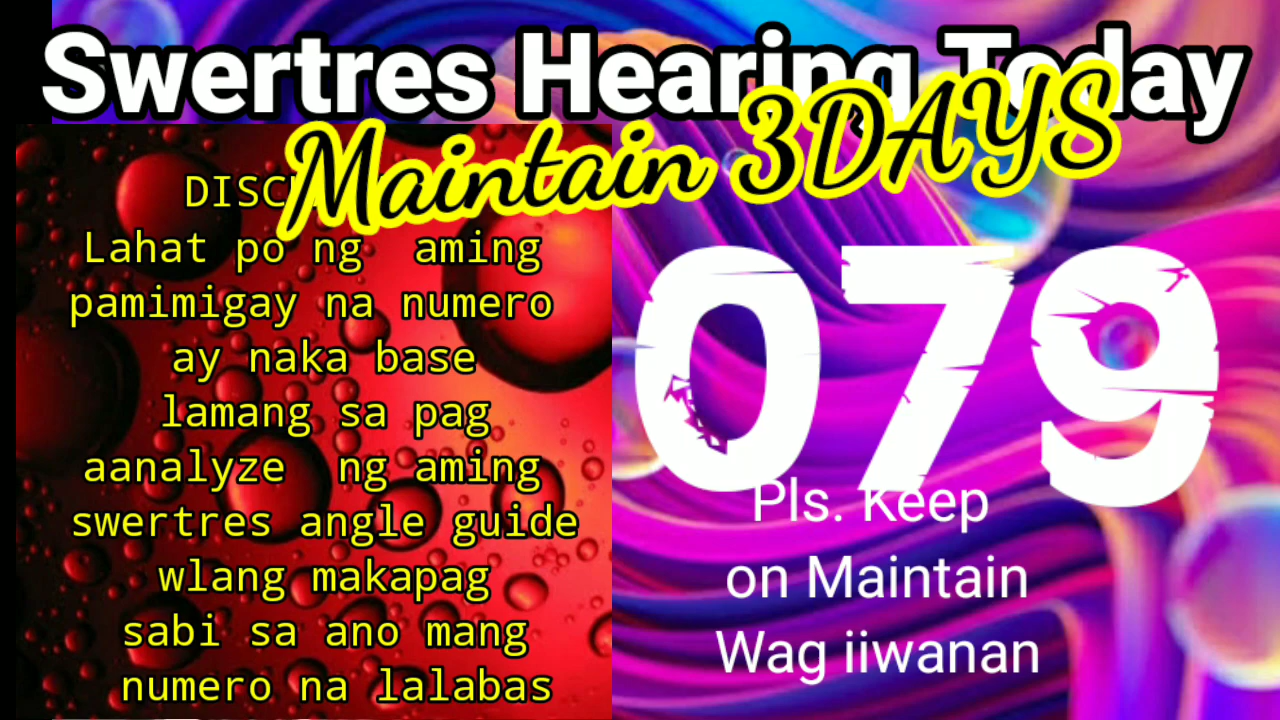 Swertres Hearing Today
Maintain 3DAYS
Lahat po ng aming
pamimigay na numero
ay naka base
lamang sa pag
aanalyze ng aming
swertres angle guide
wlang makapag
sabi sa ano mang
numero na lalabas
079
Pls. Keep
on Maintain
Wag iiwanan